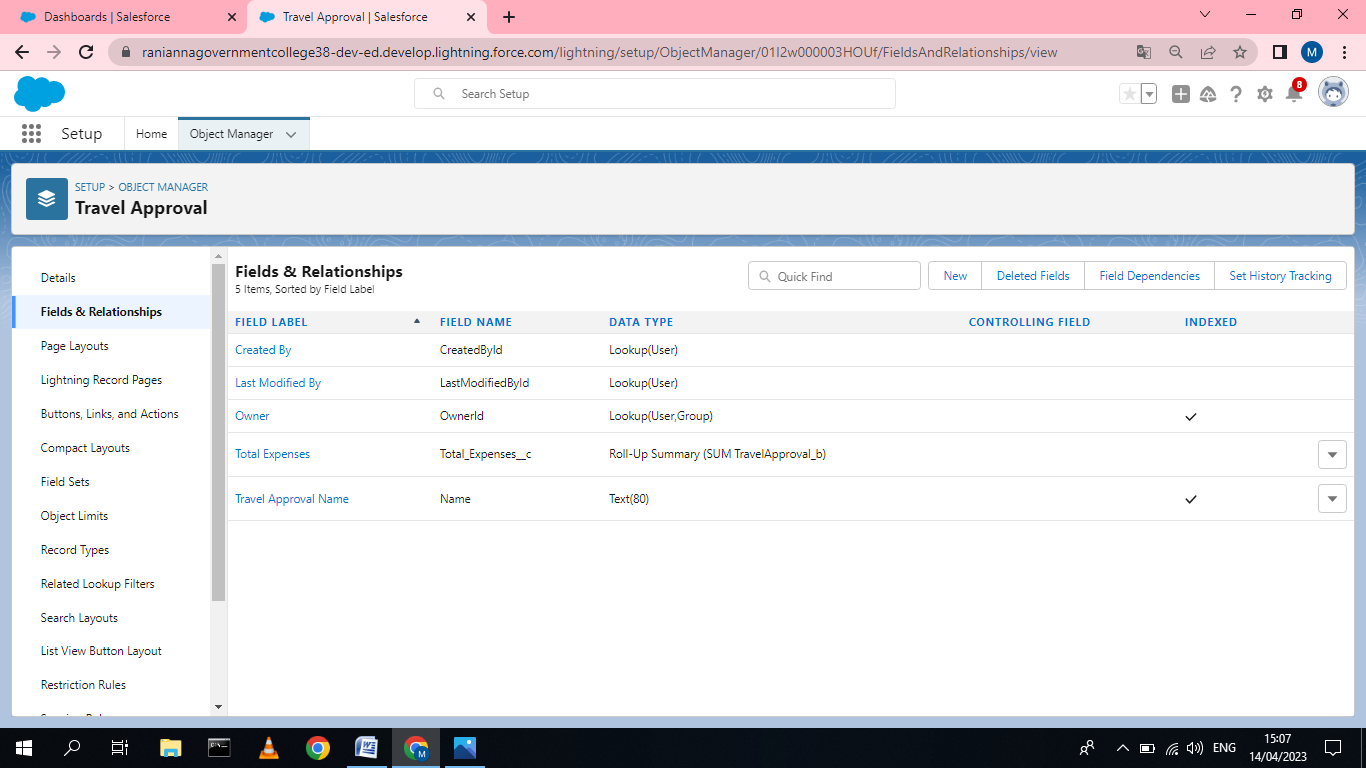 Dashboards | Salesforce
Travel Approval | Salesforce
raniannagovernmentcollege38-dev-ed.develop.lightning.force.com/lightning/setup/ObjectManager/01I2w000003HOUf/FieldsAndRelationships/view
M
Search Setup
8
Setup
Home
Object Manager
SETUP > OBJECT MANAGER
Travel Approval
Details
Fields & Relationships
Page Layouts
Lightning Record Pages
Buttons, Links, and Actions
Compact Layouts
Field Sets
Object Limits
Record Types
Related Lookup Filters
Search Layouts
List View Button Layout
Restriction Rules
Fields & Relationships
5 Items, Sorted by Field Label
Quick Find
New
Deleted Fields
Field Dependencies
Set History Tracking
FIELD LABEL FIELD NAME DATA TYPE CONTROLLING FIELD INDEXED
Created By CreatedById Lookup(User)
Last Modified By LastModifiedById Lookup(User)
Owner OwnerId Lookup(User,Group)
Total Expenses Total_Expenses__c Roll-Up Summary (SUM TravelApproval_b)
Travel Approval Name Name Text(80)
ENG
15:07
14/04/2023